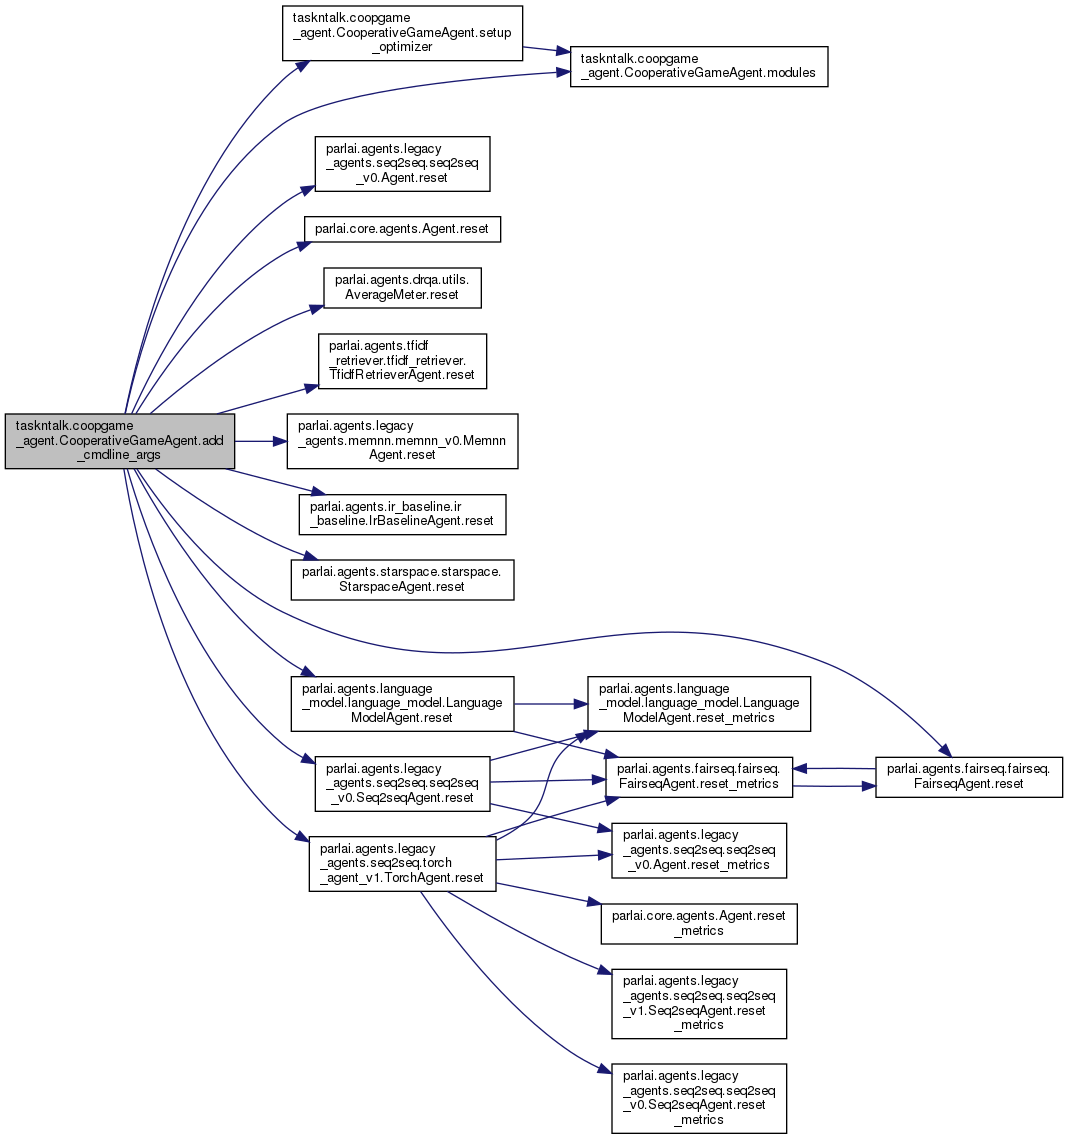 taskntalk.coopgame
_agent.CooperativeGameAgent.setup
_optimizer
taskntalk.coopgame
_agent.CooperativeGameAgent.modules
parlai.agents.legacy
_agents.seq2seq.seq2seq
_v0.Agent.reset
parlai.core.agents.Agent.reset
parlai.agents.drqa.utils.
AverageMeter.reset
parlai.agents.tfidf
_retriever.tfidf_retriever.
TfidfRetrieverAgent.reset
taskntalk.coopgame
_agent.CooperativeGameAgent.add
_cmdline_args
parlai.agents.legacy
_agents.memnn.memnn_v0.Memnn
Agent.reset
parlai.agents.ir_baseline.ir
_baseline.IrBaselineAgent.reset
parlai.agents.starspace.starspace.
StarspaceAgent.reset
parlai.agents.language
_model.language_model.Language
ModelAgent.reset
parlai.agents.language
_model.language_model.Language
ModelAgent.reset_metrics
parlai.agents.legacy
_agents.seq2seq.seq2seq
_v0.Seq2seqAgent.reset
parlai.agents.fairseq.fairseq.
FairseqAgent.reset_metrics
parlai.agents.fairseq.fairseq.
FairseqAgent.reset
parlai.agents.legacy
_agents.seq2seq.torch
_agent_v1.TorchAgent.reset
parlai.agents.legacy
_agents.seq2seq.seq2seq
_v0.Agent.reset_metrics
parlai.core.agents.Agent.reset
_metrics
parlai.agents.legacy
_agents.seq2seq.seq2seq
_v1.Seq2seqAgent.reset
_metrics
parlai.agents.legacy
_agents.seq2seq.seq2seq
_v0.Seq2seqAgent.reset
_metrics